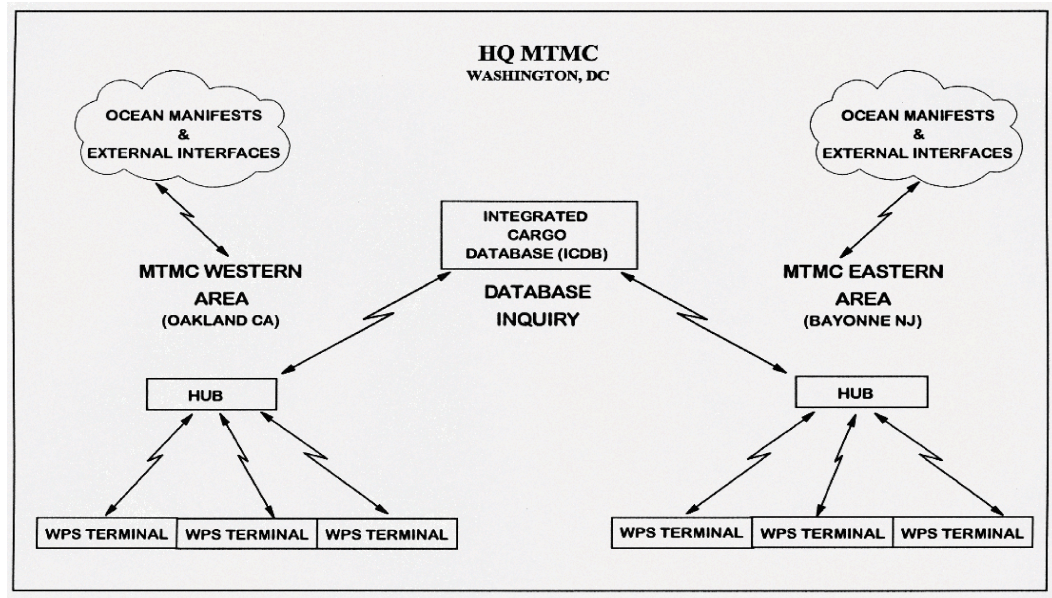 HQ MTMC
WASHINGTON, DC
OCEAN MANIFESTS
&
EXTERNAL INTERFACES
OCEAN MANIFESTS
&
EXTERNAL INTERFACES
INTEGRATED
CARGO
DATABASE (ICDB)
DATABASE
INQUIRY
MTMC WESTERN
AREA
(OAKLAND CA)
MTMC EASTERN
AREA
(BAYONNE NJ)
HUB
HUB
WPS TERMINAL
WPS TERMINAL
WPS TERMINAL
WPS TERMINAL
WPS TERMINAL
WPS TERMINAL